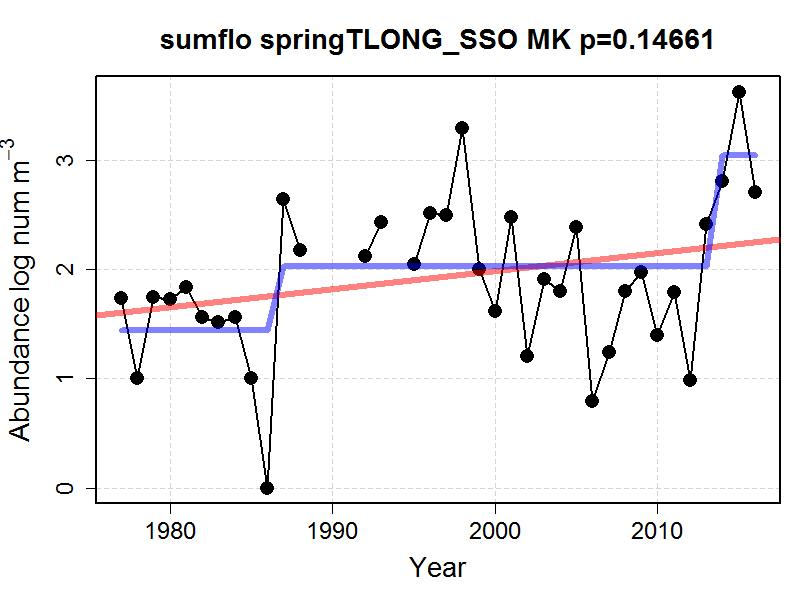 sumflo springTLONG_SSO MK p=0.14661
Abundance log num m⁻³
3
2
1
0
1980 1990 2000 2010
Year